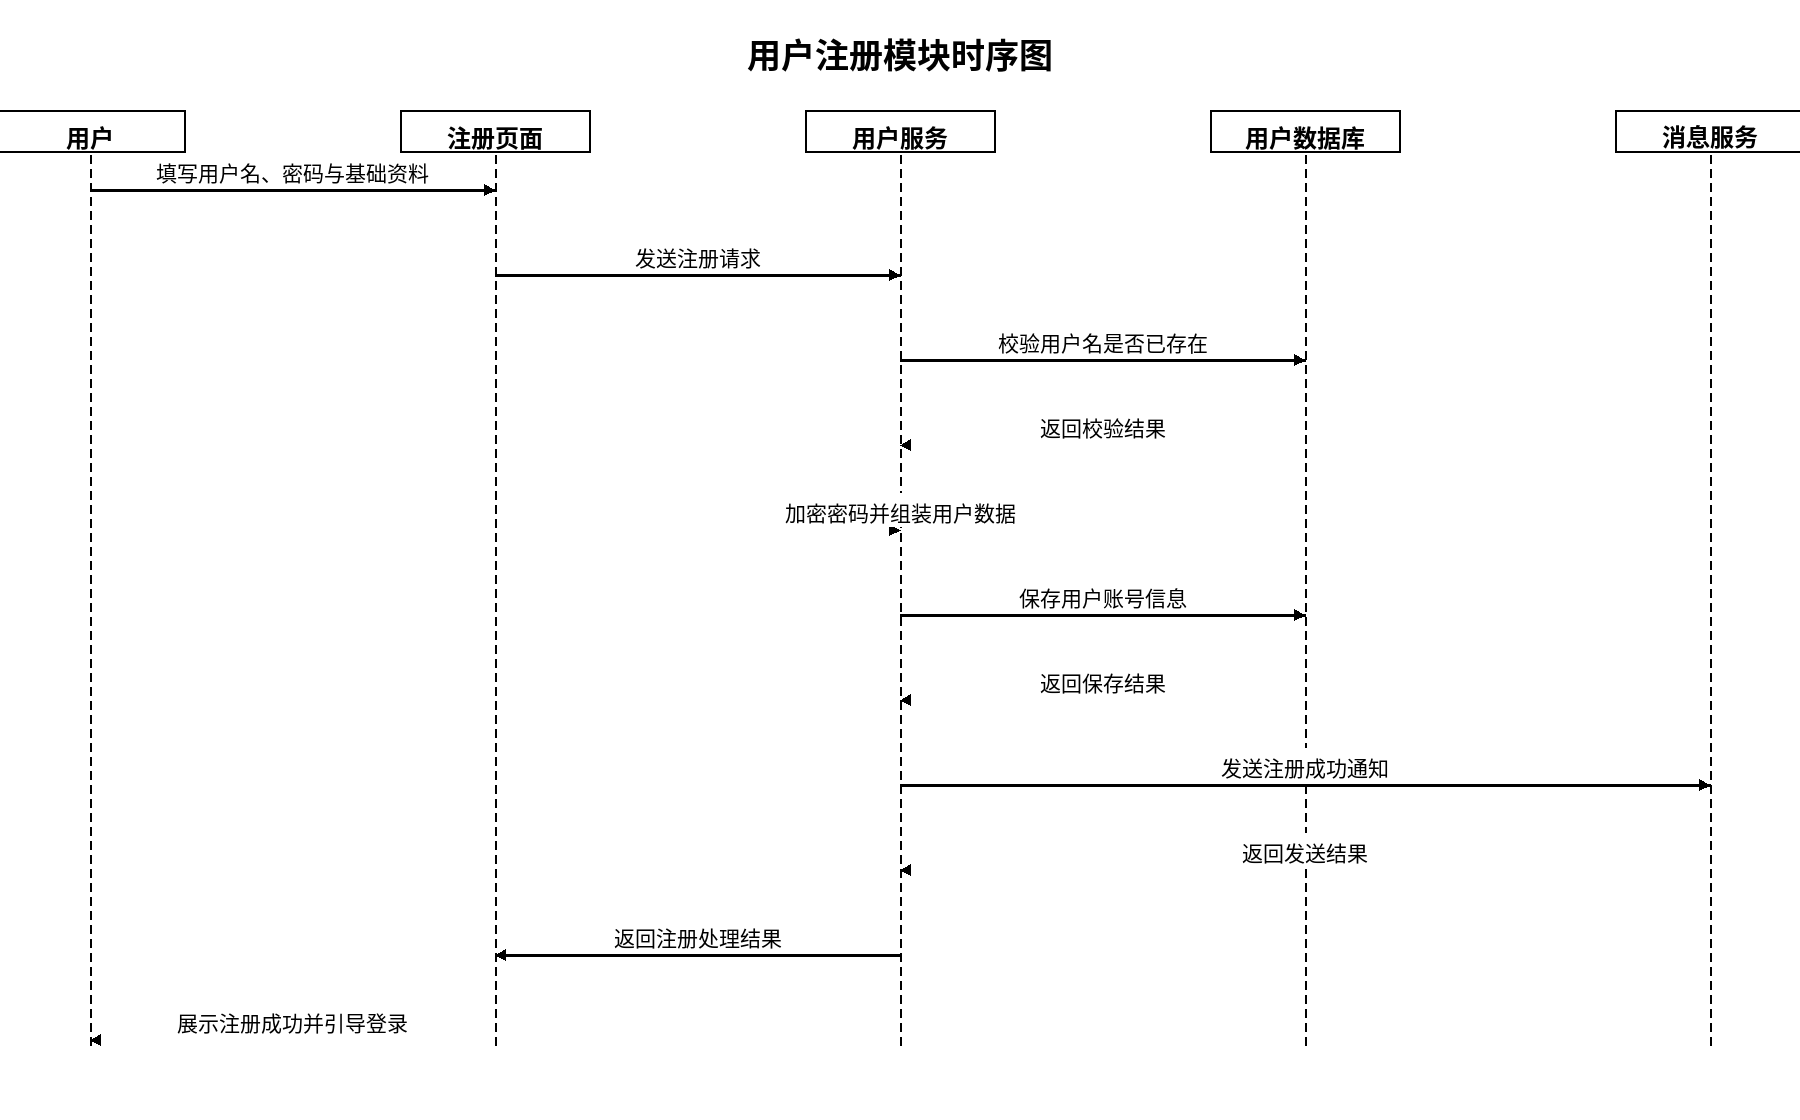 用户注册模块时序图
用户
注册页面
用户服务
用户数据库
消息服务
填写用户名、密码与基础资料
发送注册请求
校验用户名是否已存在
返回校验结果
加密密码并组装用户数据
保存用户账号信息
返回保存结果
发送注册成功通知
返回发送结果
返回注册处理结果
展示注册成功并引导登录